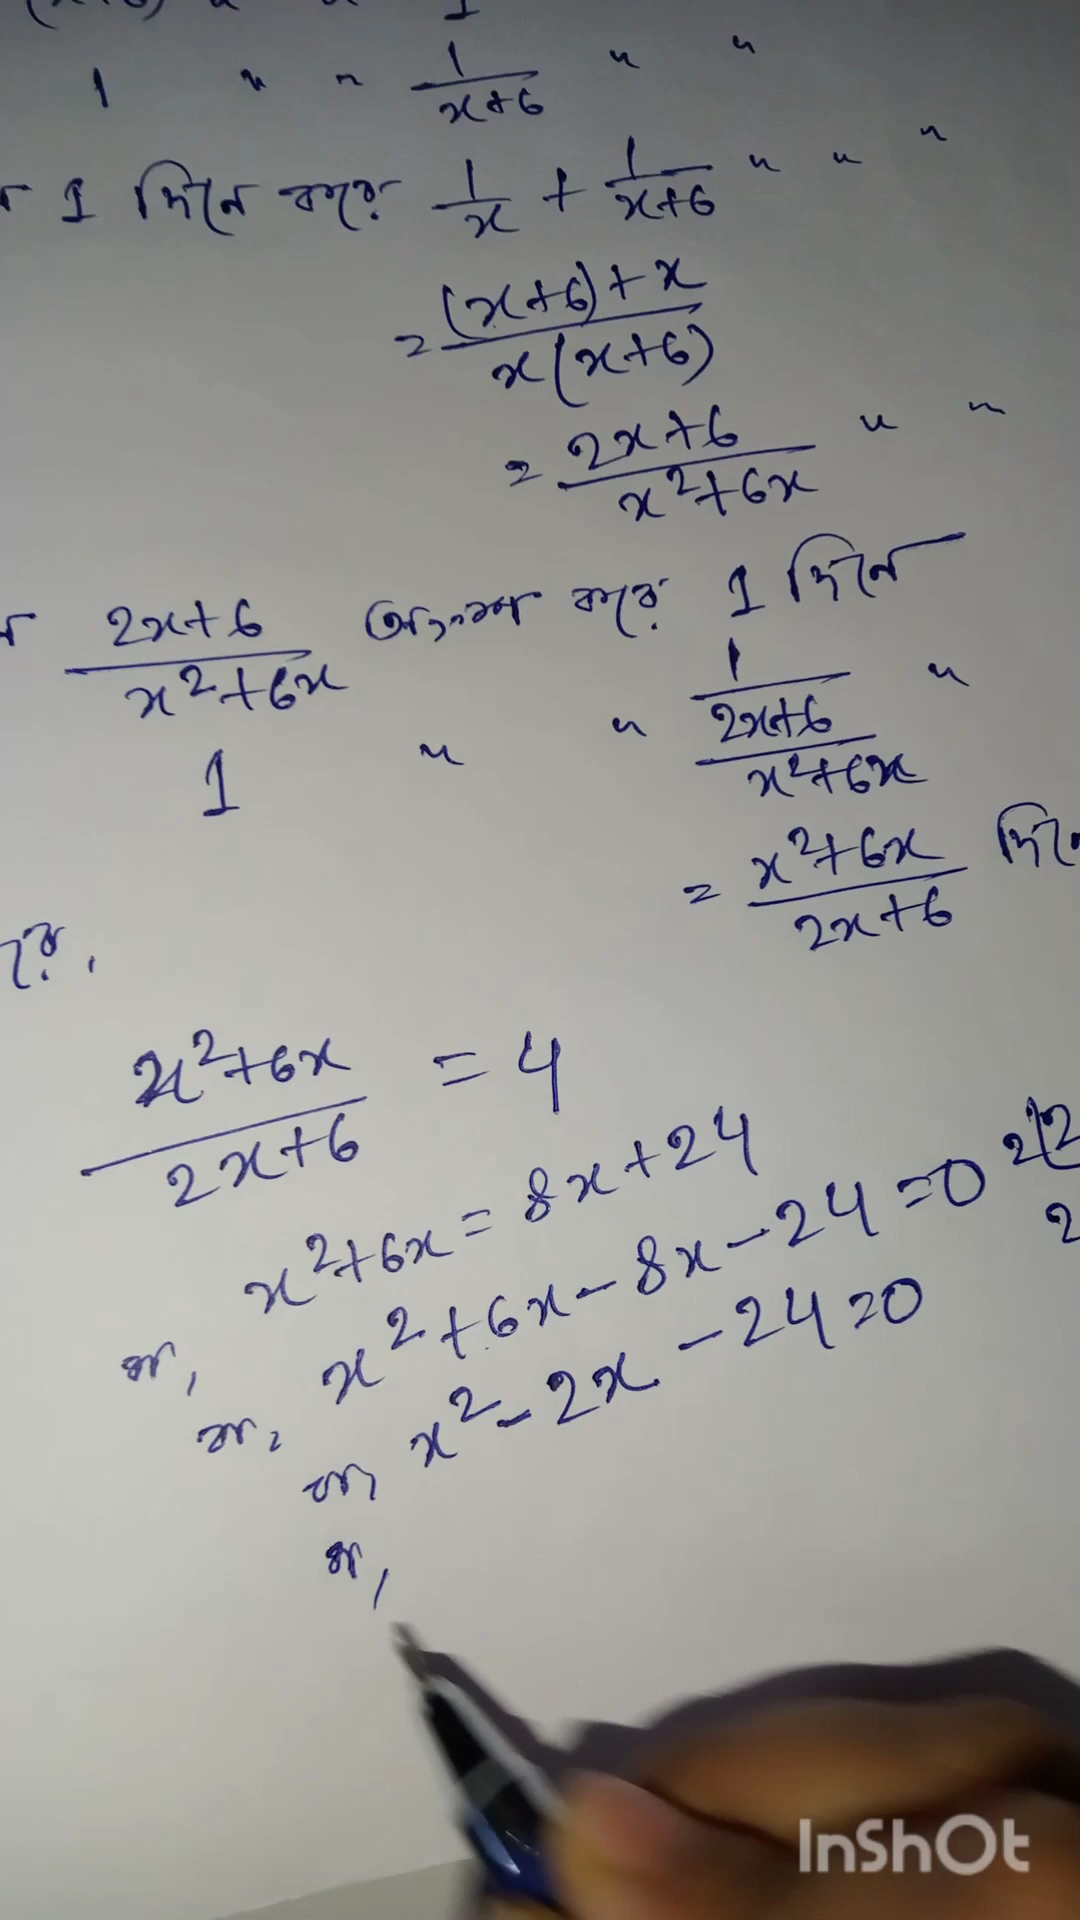 1 " " 1/(x+6) " "
1 দিনে করে 1/x + 1/(x+6) " " "
= ((x+6)+x)/(x(x+6))
= (2x+6)/(x²+6x) " "
(2x+6)/(x²+6x) অংশ করে 1 দিনে
1 " " 1/((2x+6)/(x²+6x)) "
= (x²+6x)/(2x+6) দিনে
রে.
(x²+6x)/(2x+6) = 4
বা, x²+6x = 8x+24
বা, x²+6x-8x-24=0
বা, x²-2x-24=0
বা,
InShOt